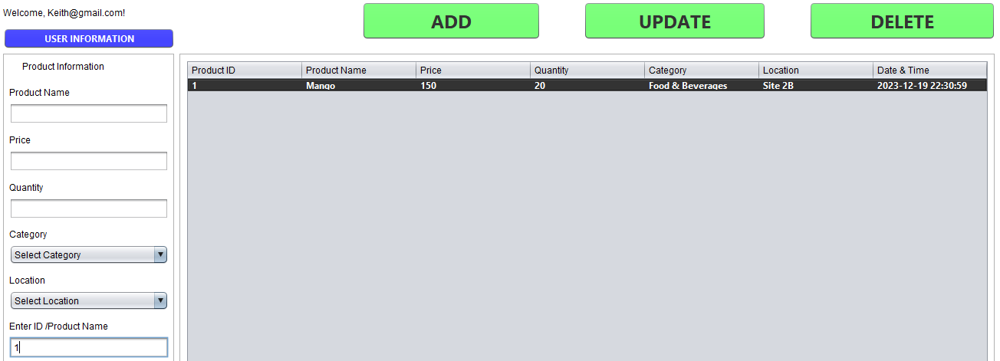 Welcome, Keith@gmail.com!
ADD
UPDATE
DELETE
USER INFORMATION
Product Information
Product Name
Price
Quantity
Category
Select Category
Location
Select Location
Enter ID /Product Name
1
Product ID Product Name Price Quantity Category Location Date & Time
1 Mango 150 20 Food & Beverages Site 2B 2023-12-19 22:30:59